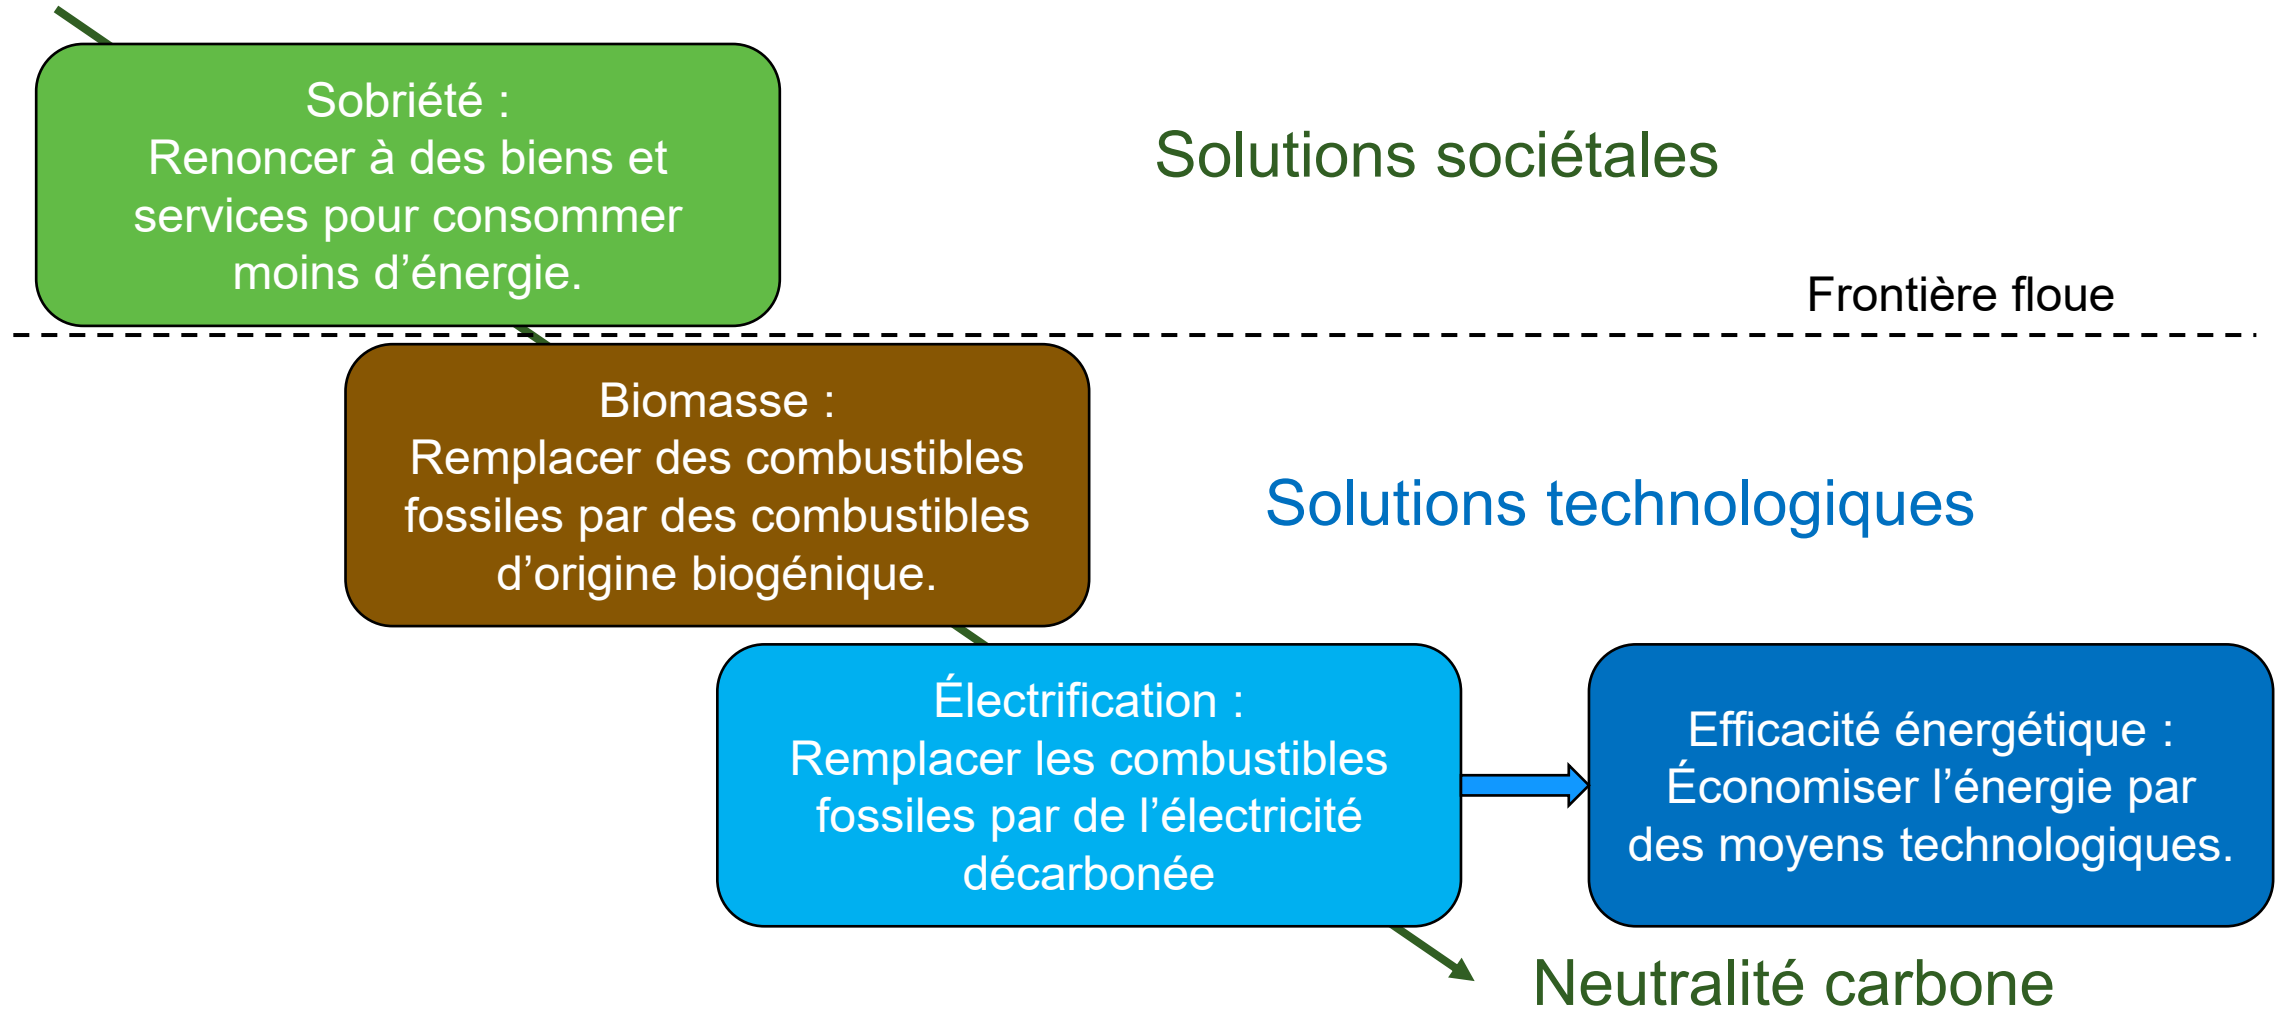 Sobriété :
Renoncer à des biens et
services pour consommer
moins d’énergie.
Solutions sociétales
Frontière floue
Biomasse :
Remplacer des combustibles
fossiles par des combustibles
d’origine biogénique.
Solutions technologiques
Électrification :
Remplacer les combustibles
fossiles par de l’électricité
décarbonée
Efficacité énergétique :
Économiser l’énergie par
des moyens technologiques.
Neutralité carbone